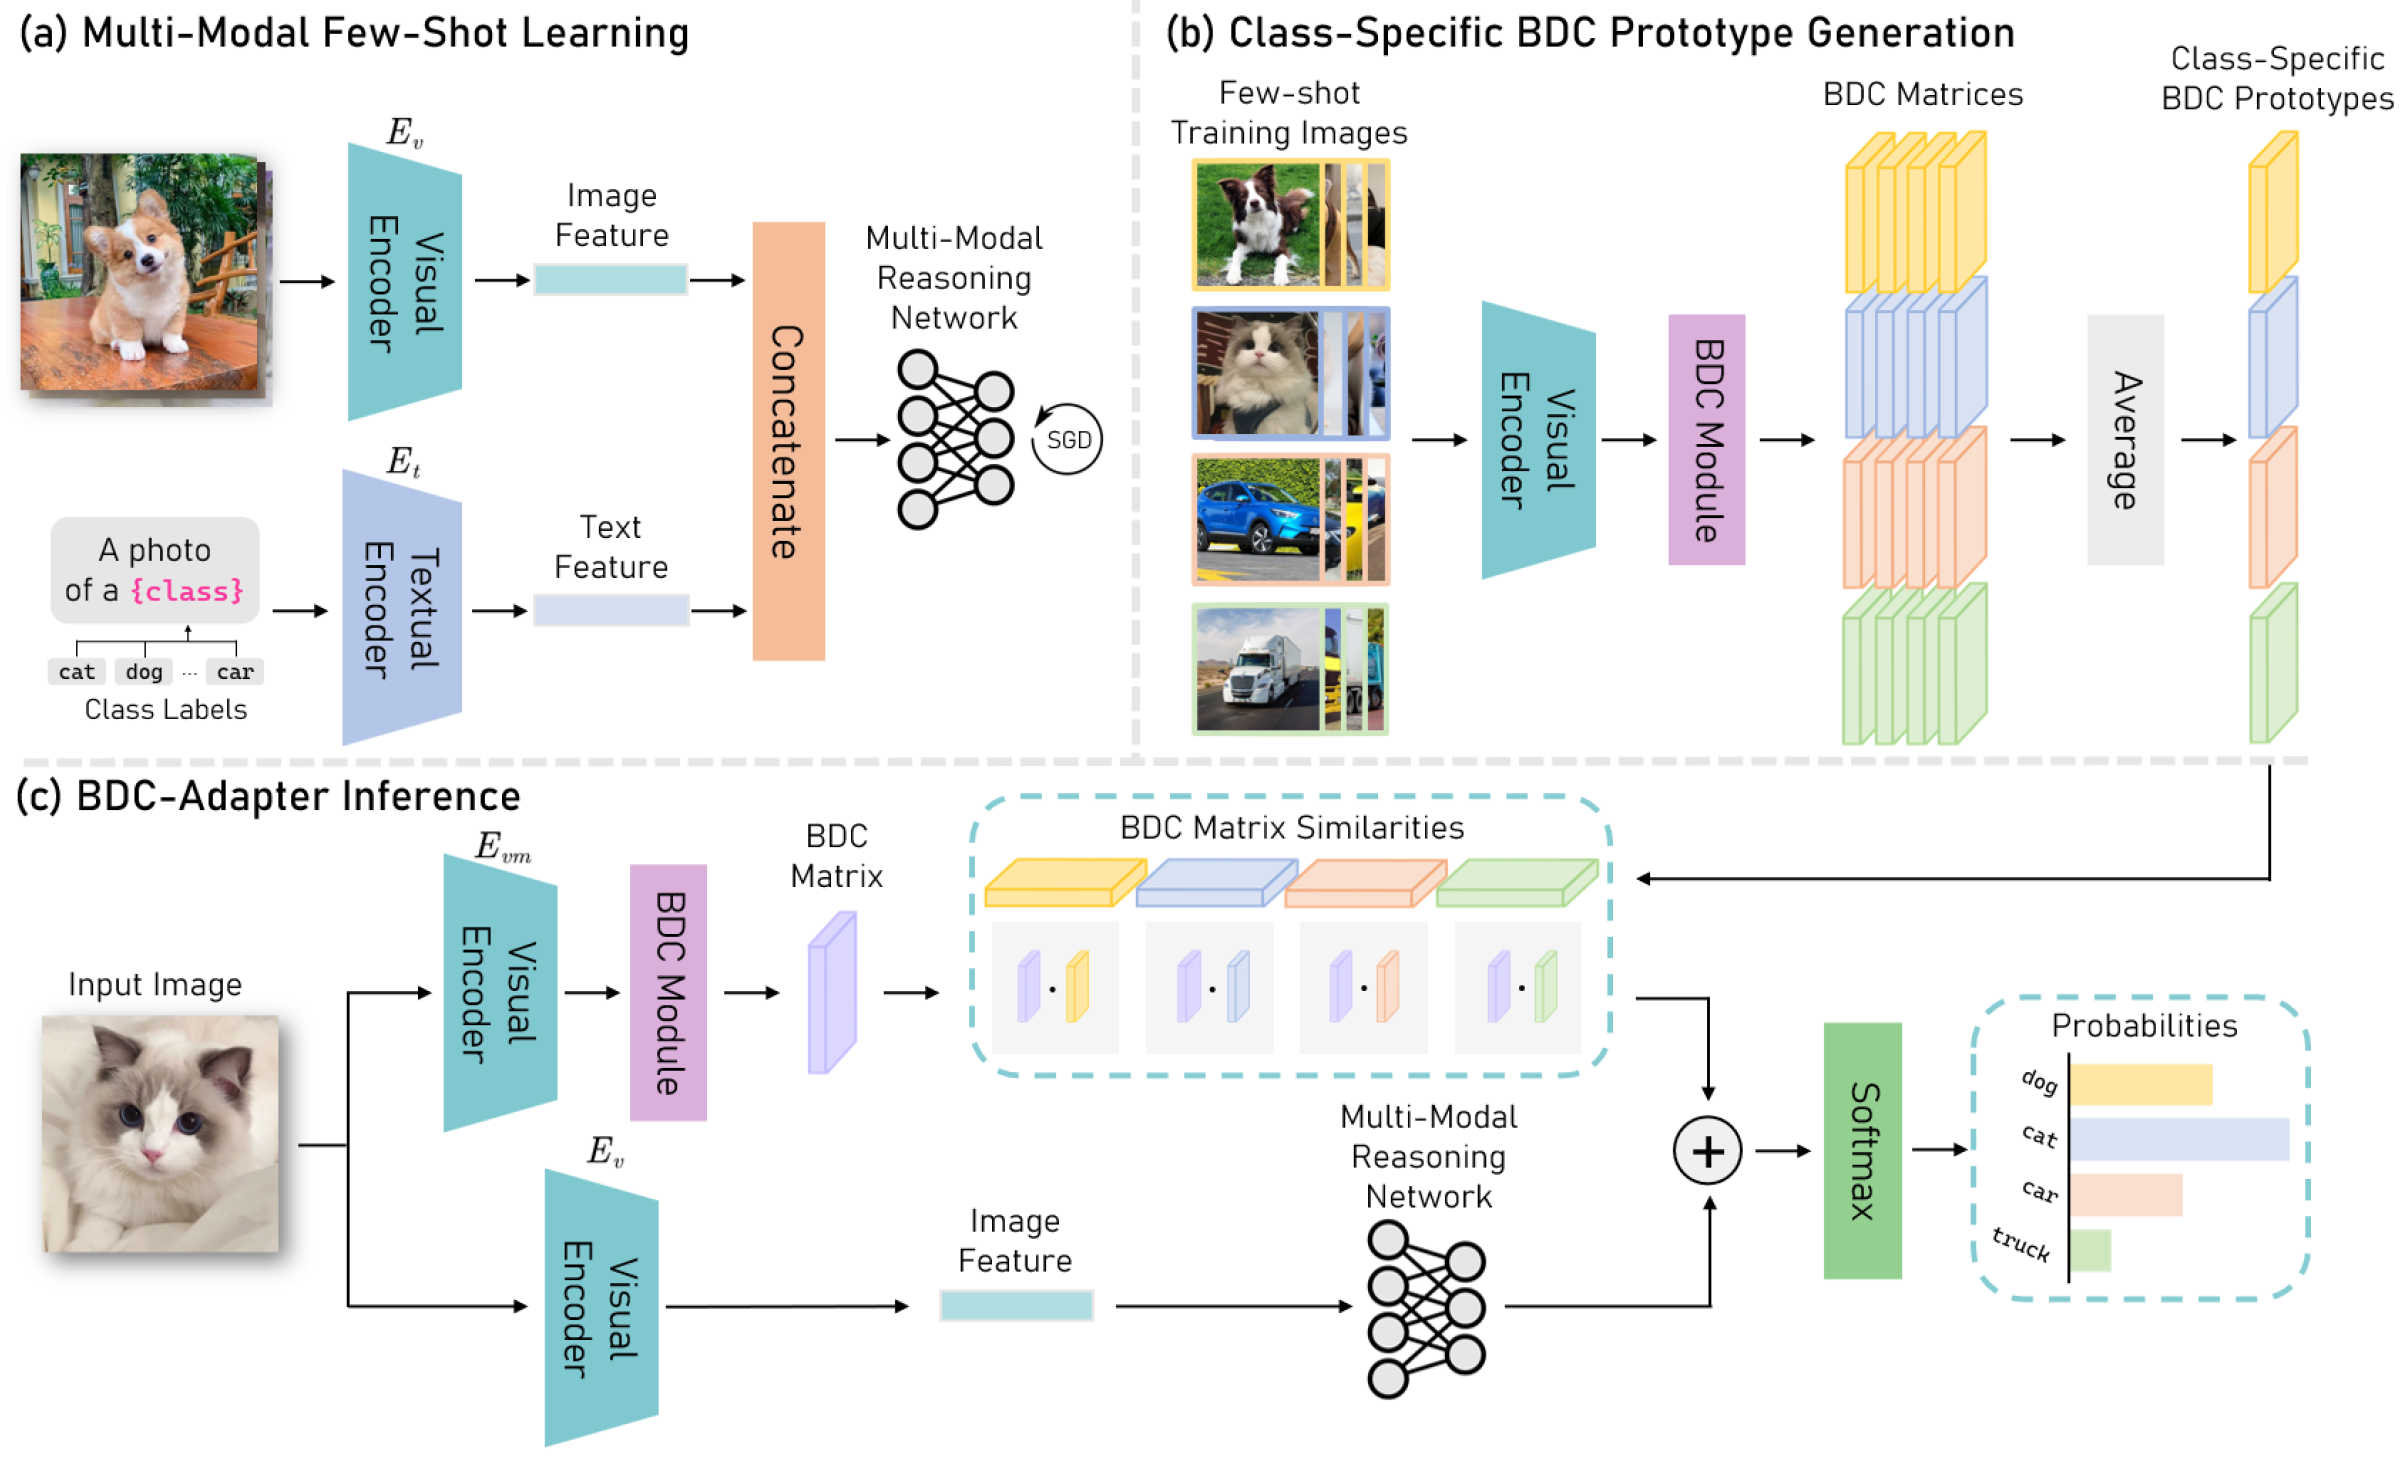 (a) Multi-Modal Few-Shot Learning
E_v
Visual
Encoder
Image
Feature
A photo
of a {class}
cat dog ... car
Class Labels
E_t
Textual
Encoder
Text
Feature
Concatenate
Multi-Modal
Reasoning
Network
SGD
(b) Class-Specific BDC Prototype Generation
Few-shot
Training Images
Visual
Encoder
BDC Module
BDC Matrices
Average
Class-Specific
BDC Prototypes
(c) BDC-Adapter Inference
Input Image
E_vm
Visual
Encoder
BDC Module
BDC
Matrix
BDC Matrix Similarities
E_v
Visual
Encoder
Image
Feature
Multi-Modal
Reasoning
Network
+
Softmax
Probabilities
dog
cat
car
truck